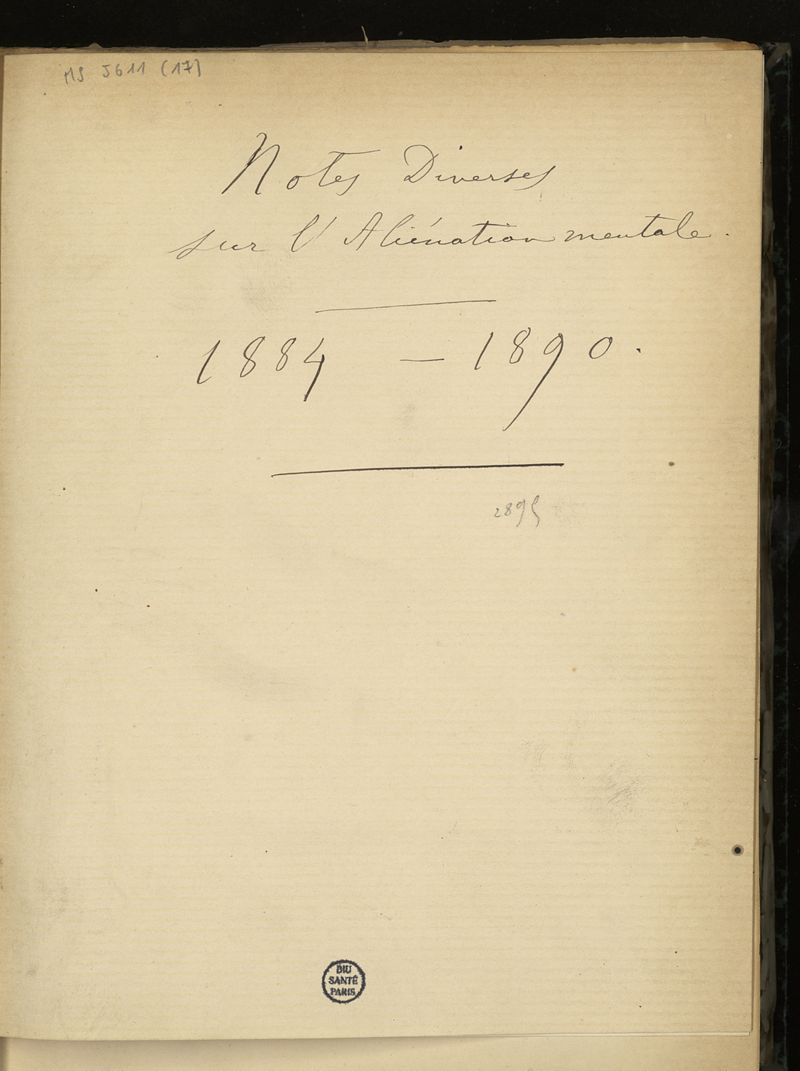 MS 5611 (17)
Notes Diverses
sur l'Aliénation mentale.
1884 — 1890.
2895
BIU
SANTÉ
PARIS